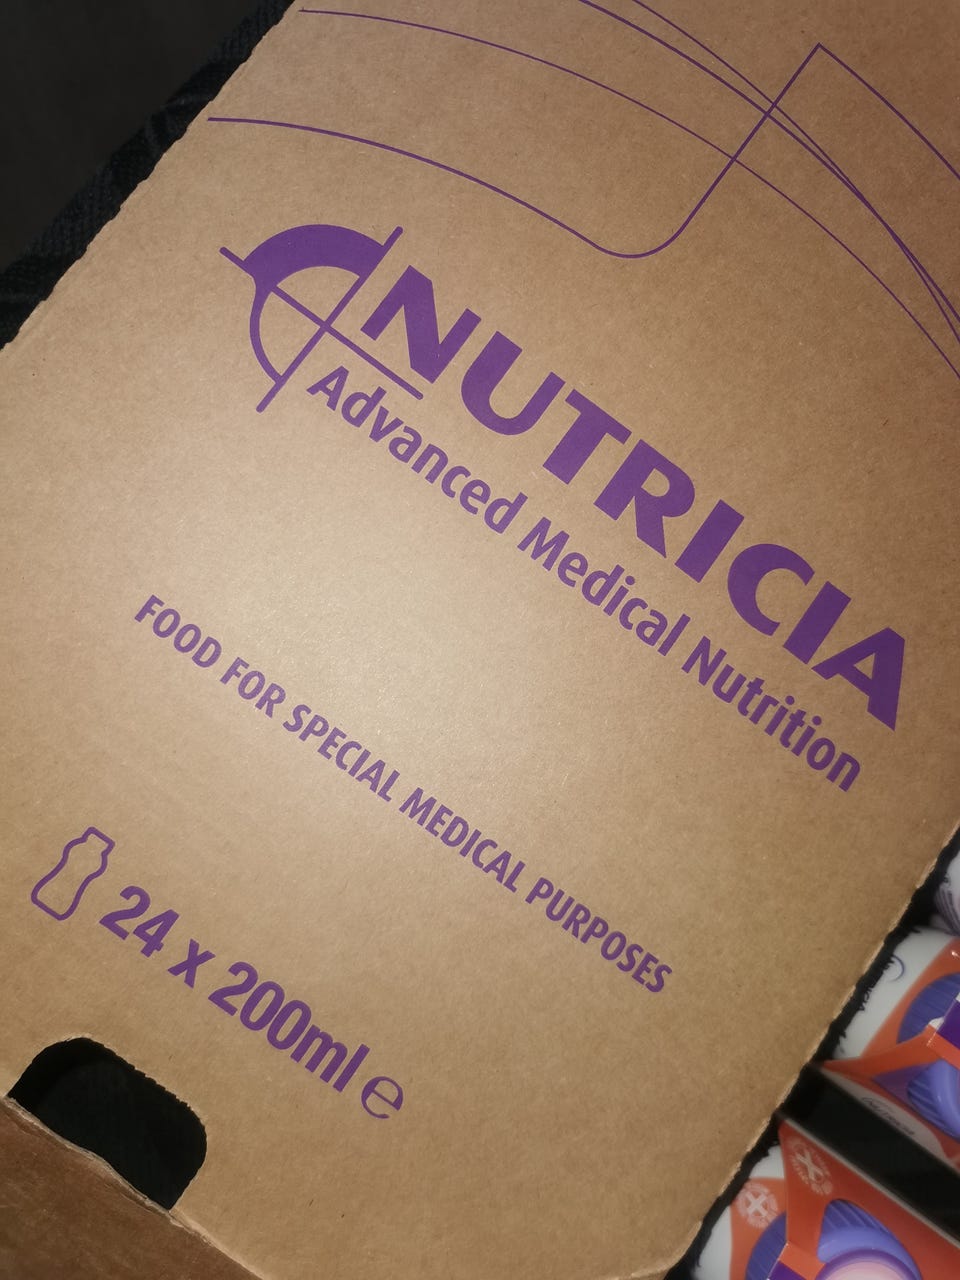 NUTRICIA
Advanced Medical Nutrition
FOOD FOR SPECIAL MEDICAL PURPOSES
24 x 200ml ℮